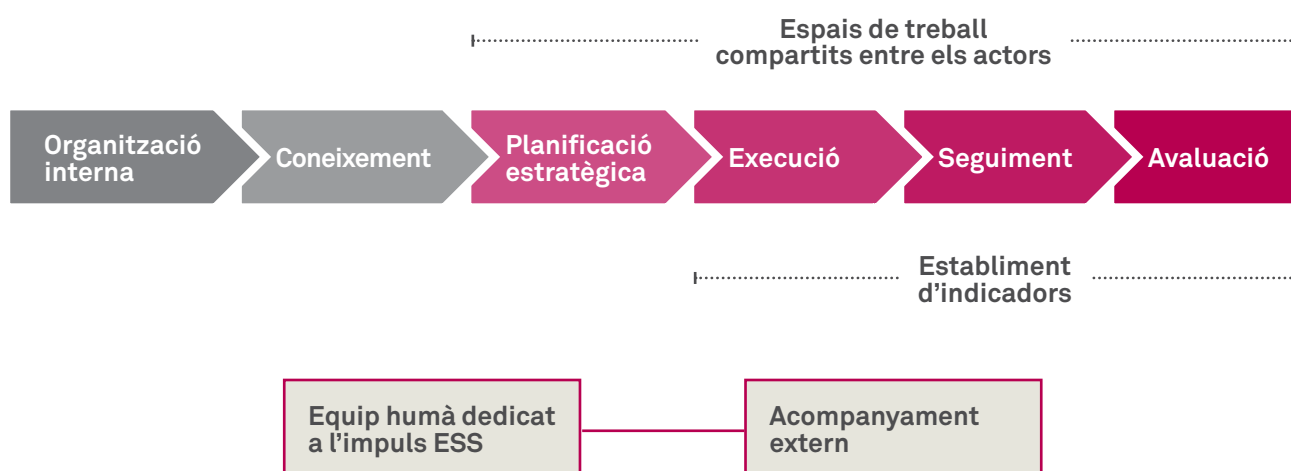 Espais de treball
compartits entre els actors
Organització
interna
Coneixement
Planificació
estratègica
Execució
Seguiment
Avaluació
Establiment
d’indicadors
Equip humà dedicat
a l’impuls ESS
Acompanyament
extern